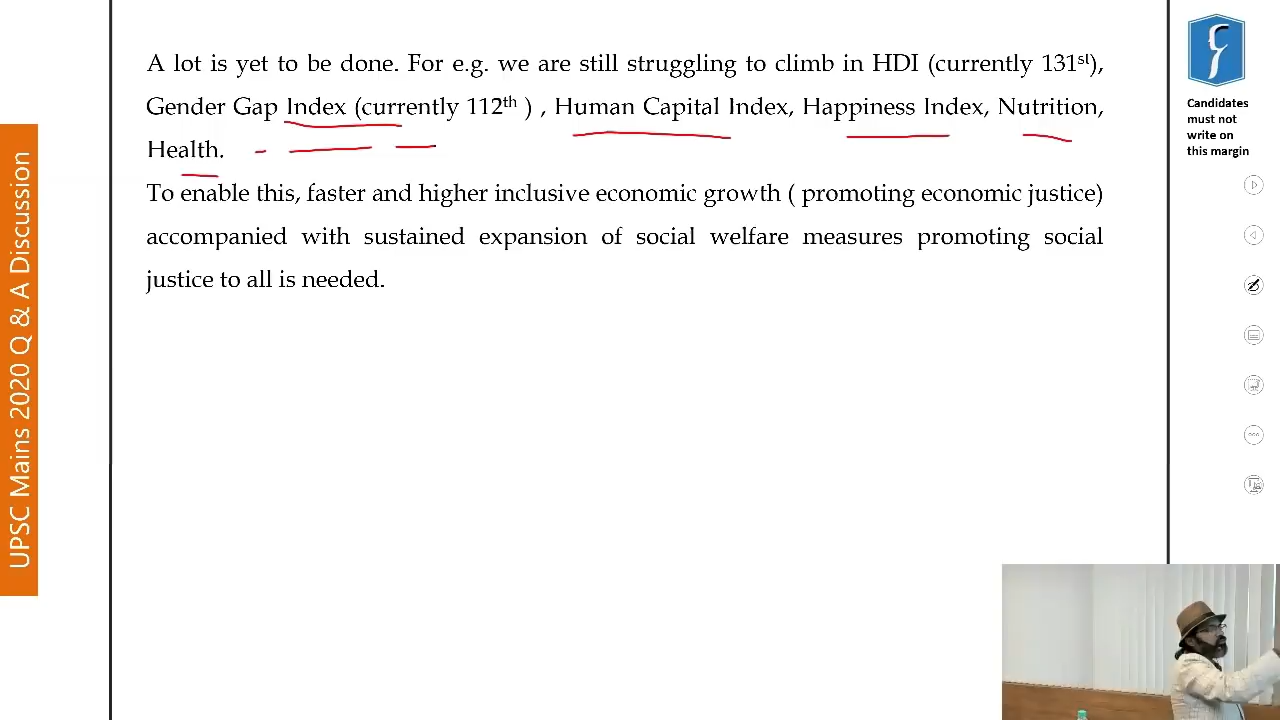 A lot is yet to be done. For e.g. we are still struggling to climb in HDI (currently 131st),
Gender Gap Index (currently 112th ) , Human Capital Index, Happiness Index, Nutrition,
Health.
To enable this, faster and higher inclusive economic growth ( promoting economic justice)
accompanied with sustained expansion of social welfare measures promoting social
justice to all is needed.
Candidates
must not
write on
this margin
UPSC Mains 2020 Q & A Discussion